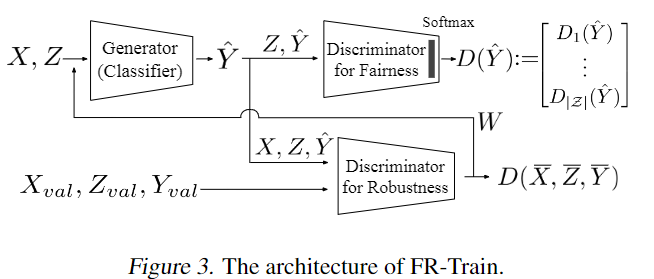 Softmax
X, Z
Generator
(Classifier)
Ŷ
Z, Ŷ
Discriminator
for Fairness
D(Ŷ):=
D₁(Ŷ)
⋮
D|𝒵|(Ŷ)
W
X, Z, Ŷ
Discriminator
for Robustness
X_val, Z_val, Y_val
D(X̅, Z̅, Y̅)
Figure 3. The architecture of FR-Train.